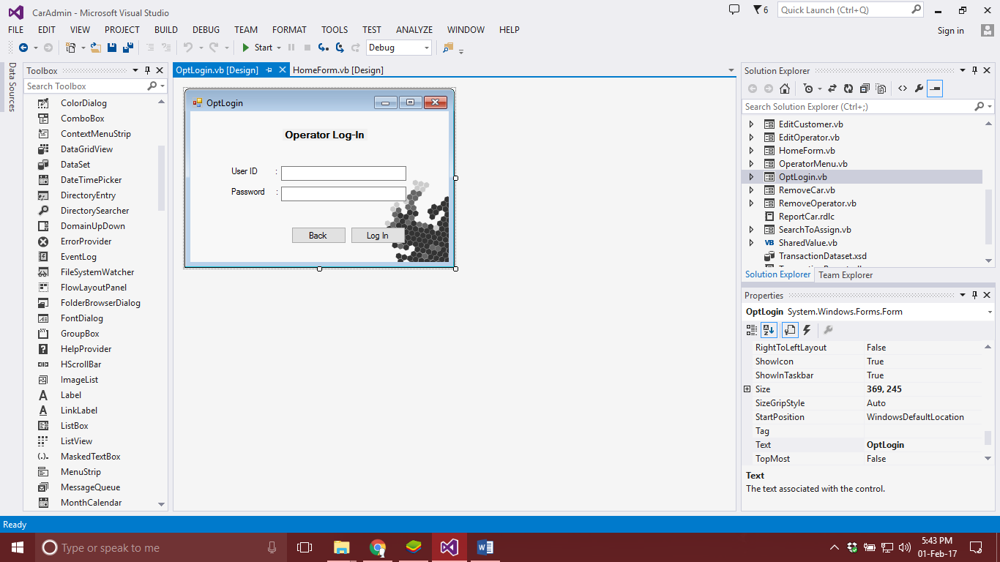 CarAdmin - Microsoft Visual Studio
6
Quick Launch (Ctrl+Q)
FILE EDIT VIEW PROJECT BUILD DEBUG TEAM FORMAT TOOLS TEST ANALYZE WINDOW HELP
Sign in
Start
Debug
Data Sources
Toolbox
Search Toolbox
ColorDialog
ComboBox
ContextMenuStrip
DataGridView
DataSet
DateTimePicker
DirectoryEntry
DirectorySearcher
DomainUpDown
ErrorProvider
EventLog
FileSystemWatcher
FlowLayoutPanel
FolderBrowserDialog
FontDialog
GroupBox
HelpProvider
HScrollBar
ImageList
Label
LinkLabel
ListBox
ListView
MaskedTextBox
MenuStrip
MessageQueue
MonthCalendar
OptLogin.vb [Design]
HomeForm.vb [Design]
OptLogin
Operator Log-In
User ID :
Password :
Back
Log In
Solution Explorer
Search Solution Explorer (Ctrl+;)
EditCustomer.vb
EditOperator.vb
HomeForm.vb
OperatorMenu.vb
OptLogin.vb
RemoveCar.vb
RemoveOperator.vb
ReportCar.rdlc
SearchToAssign.vb
VB SharedValue.vb
TransactionDataset.xsd
Solution Explorer
Team Explorer
Properties
OptLogin System.Windows.Forms.Form
RightToLeftLayout False
ShowIcon True
ShowInTaskbar True
Size 369, 245
SizeGripStyle Auto
StartPosition WindowsDefaultLocation
Tag
Text OptLogin
TopMost False
Text
The text associated with the control.
Ready
Type or speak to me
5:43 PM
01-Feb-17